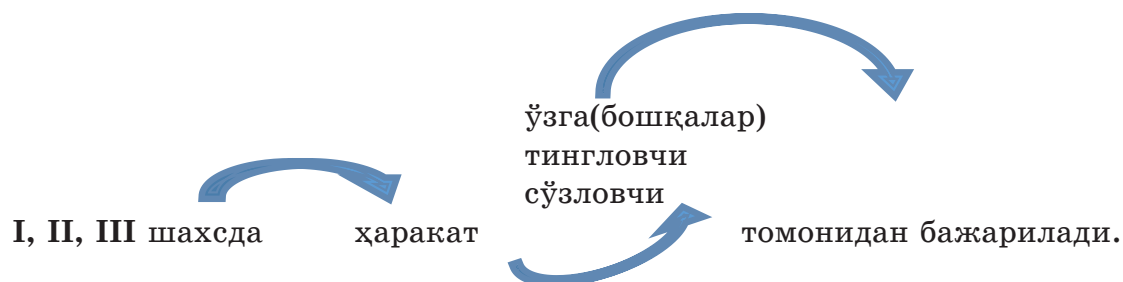 ўзга(бошқалар)
тингловчи
сўзловчи
I, II, III шахсда ҳаракат томонидан бажарилади.